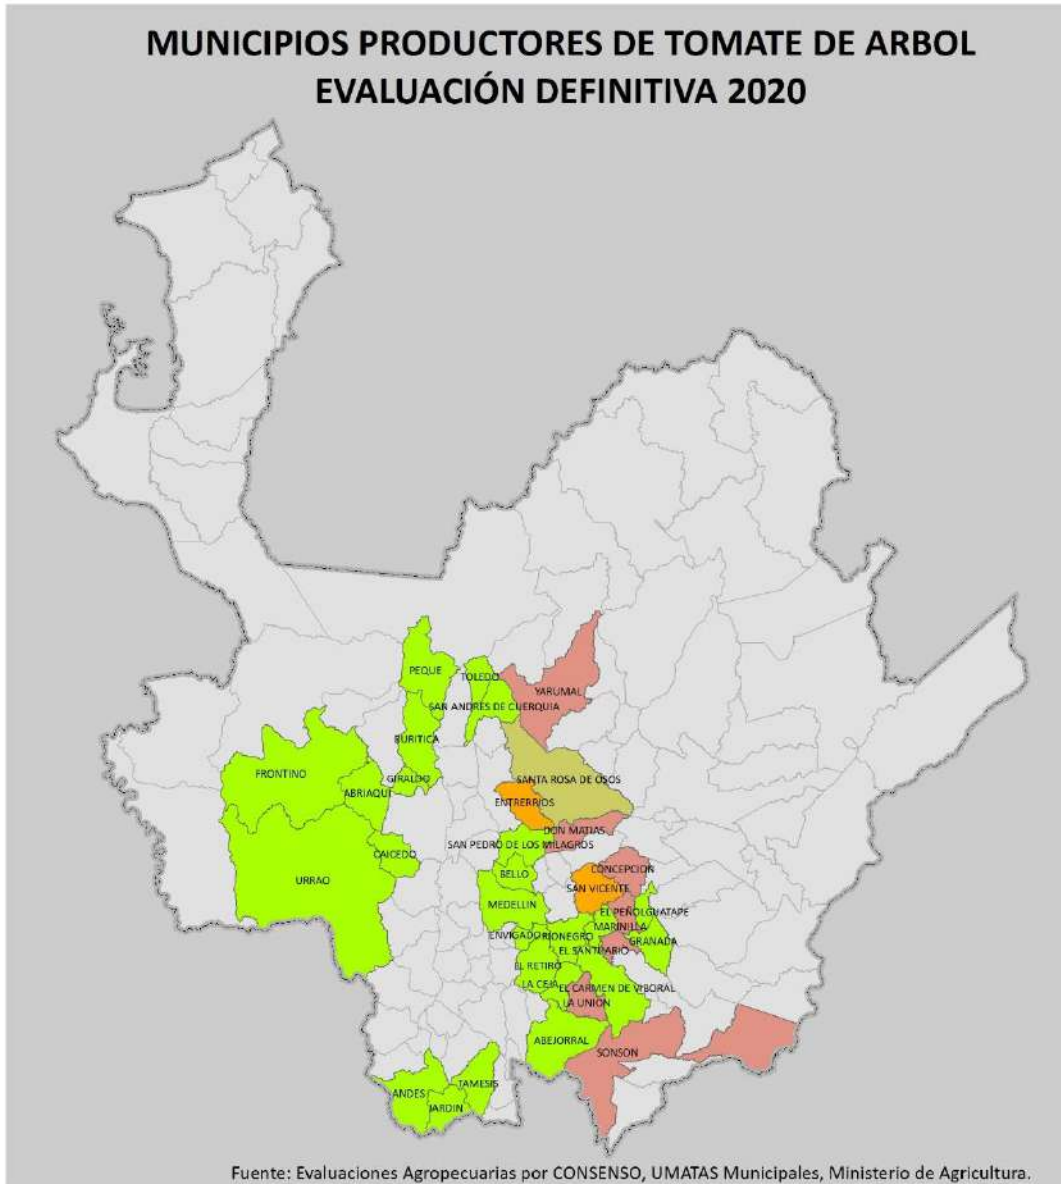 MUNICIPIOS PRODUCTORES DE TOMATE DE ARBOL
EVALUACIÓN DEFINITIVA 2020
PEQUE
TOLEDO
YARUMAL
SAN ANDRES DE CUERQUIA
BURITICA
FRONTINO
GIRALDO
SANTA ROSA DE OSOS
ABRIAQUI
ENTRERRIOS
DON MATIAS
SAN PEDRO DE LOS MILAGROS
CAICEDO
CONCEPCION
BELLO
URRAO
SAN VICENTE
MEDELLIN
EL PEÑOL
GUATAPE
MARINILLA
ENVIGADO
RIONEGRO
GRANADA
EL SANTUARIO
EL RETIRO
LA CEJA
EL CARMEN DE VIBORAL
LA UNION
ABEJORRAL
SONSON
TAMESIS
ANDES
JARDIN
Fuente: Evaluaciones Agropecuarias por CONSENSO, UMATAS Municipales, Ministerio de Agricultura.